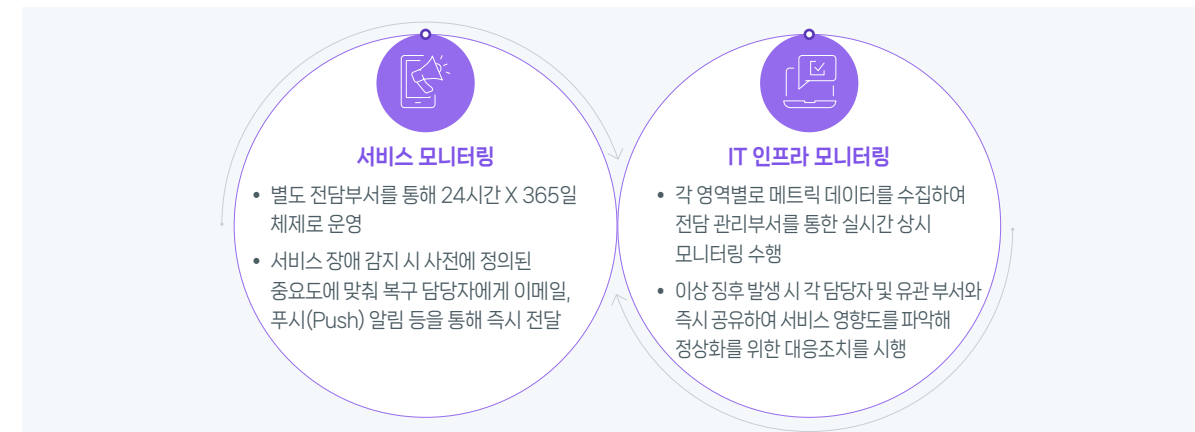 서비스 모니터링
• 별도 전담부서를 통해 24시간 X 365일
체제로 운영
• 서비스 장애 감지 시 사전에 정의된
중요도에 맞춰 복구 담당자에게 이메일,
푸시(Push) 알림 등을 통해 즉시 전달
IT 인프라 모니터링
• 각 영역별로 메트릭 데이터를 수집하여
전담 관리부서를 통한 실시간 상시
모니터링 수행
• 이상 징후 발생 시 각 담당자 및 유관 부서와
즉시 공유하여 서비스 영향도를 파악해
정상화를 위한 대응조치를 시행